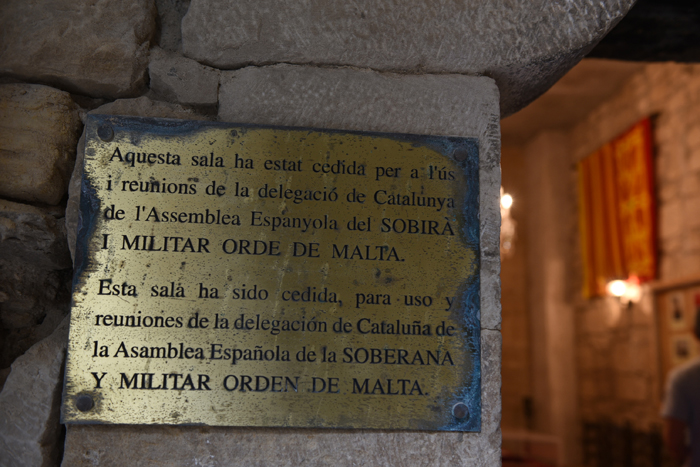 Aquesta sala ha estat cedida per a l'ús
i reunions de la delegació de Catalunya
de l'Assemblea Espanyola del SOBIRÀ
I MILITAR ORDE DE MALTA.
Esta sala ha sido cedida, para uso y
reuniones de la delegación de Cataluña de
la Asamblea Española de la SOBERANA
Y MILITAR ORDEN DE MALTA.